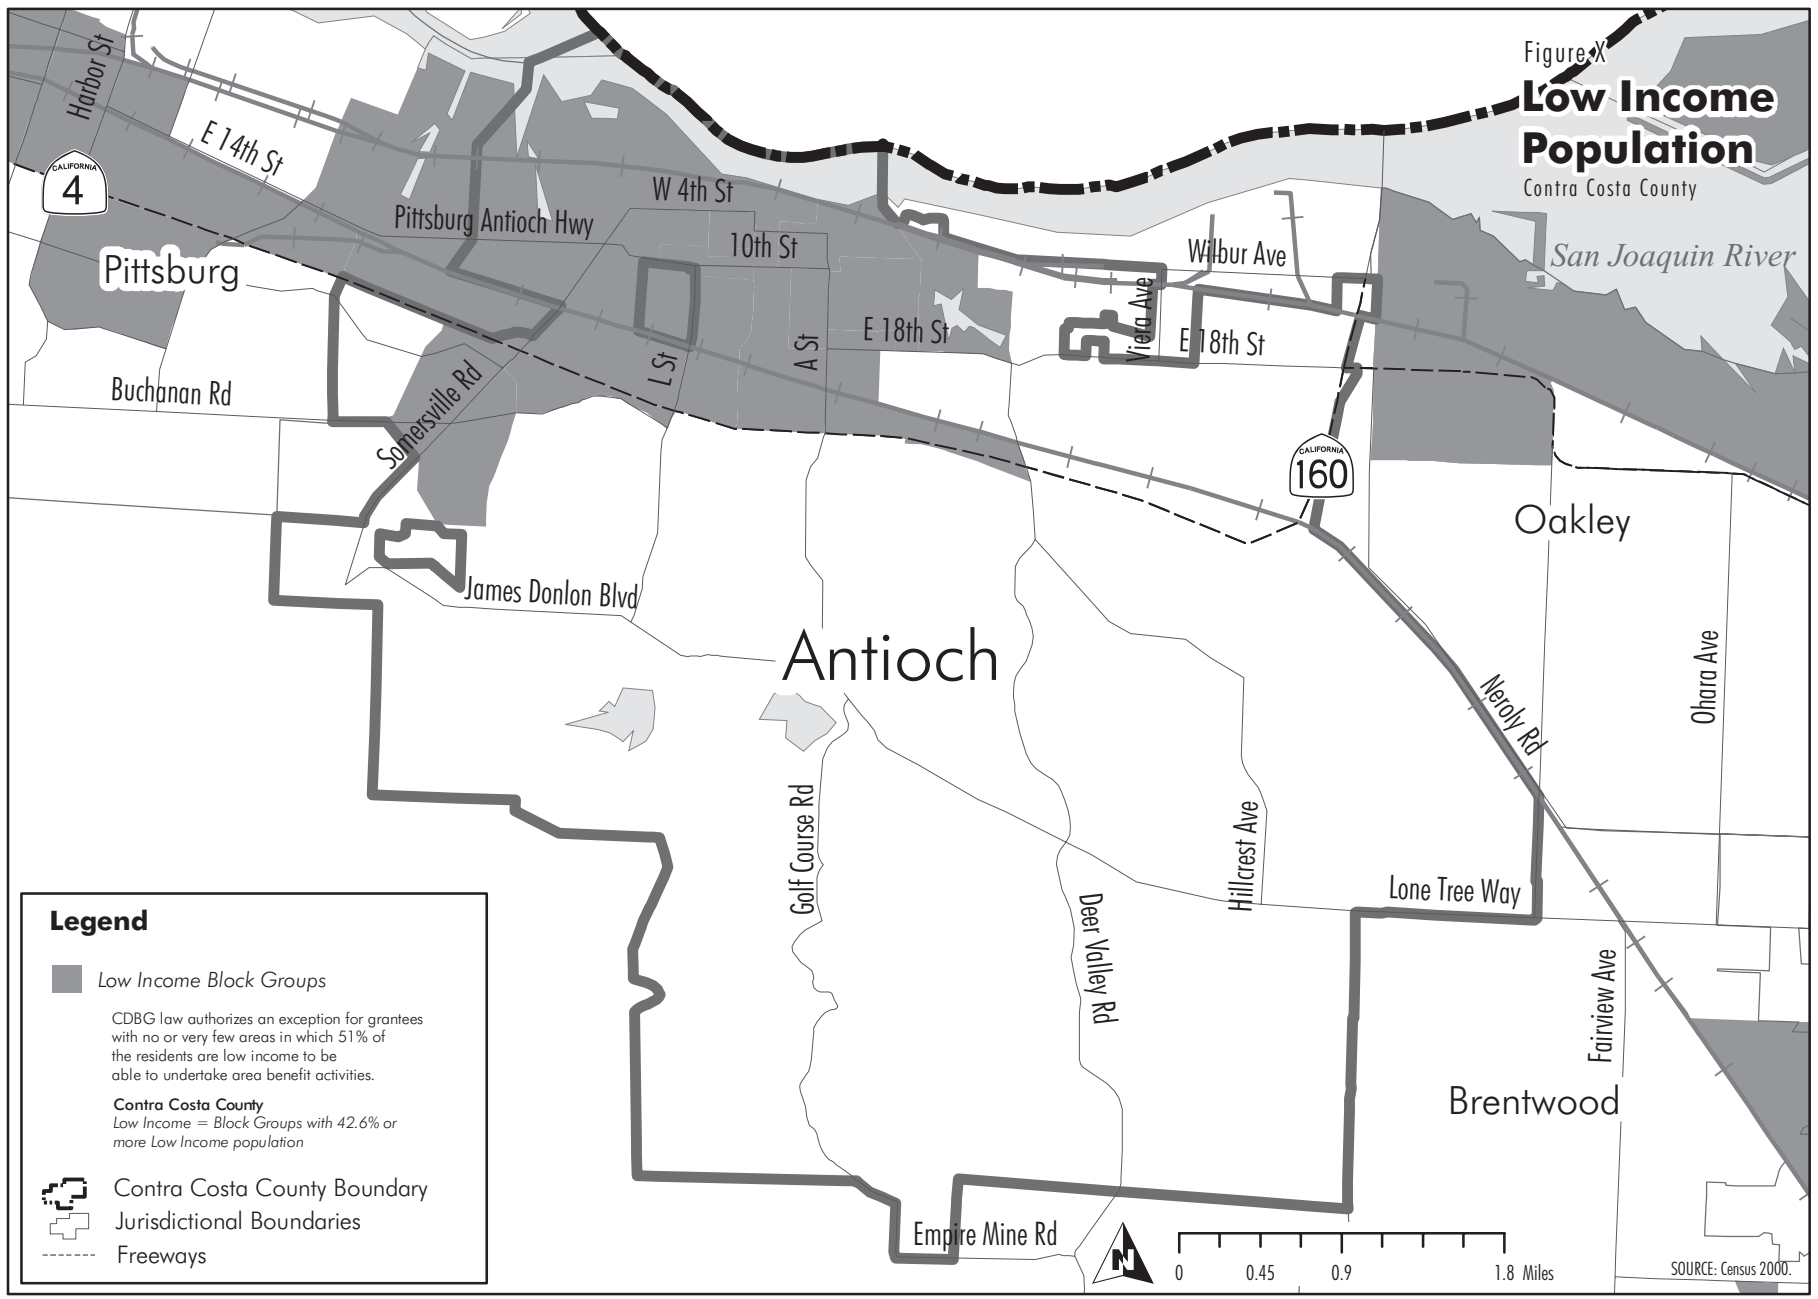 Figure X
Low Income
Population
Contra Costa County
San Joaquin River
Harbor St
E 14th St
CALIFORNIA
4
W 4th St
Pittsburg Antioch Hwy
10th St
Wilbur Ave
Pittsburg
Viera Ave
E 18th St
E 18th St
A St
L St
Buchanan Rd
Somersville Rd
CALIFORNIA
160
Oakley
James Donlon Blvd
Antioch
Neroly Rd
Ohara Ave
Golf Course Rd
Hillcrest Ave
Lone Tree Way
Deer Valley Rd
Fairview Ave
Brentwood
Empire Mine Rd
Legend
Low Income Block Groups
CDBG law authorizes an exception for grantees
with no or very few areas in which 51% of
the residents are low income to be
able to undertake area benefit activities.
Contra Costa County
Low Income = Block Groups with 42.6% or
more Low Income population
Contra Costa County Boundary
Jurisdictional Boundaries
Freeways
N
0 0.45 0.9 1.8 Miles
SOURCE: Census 2000.